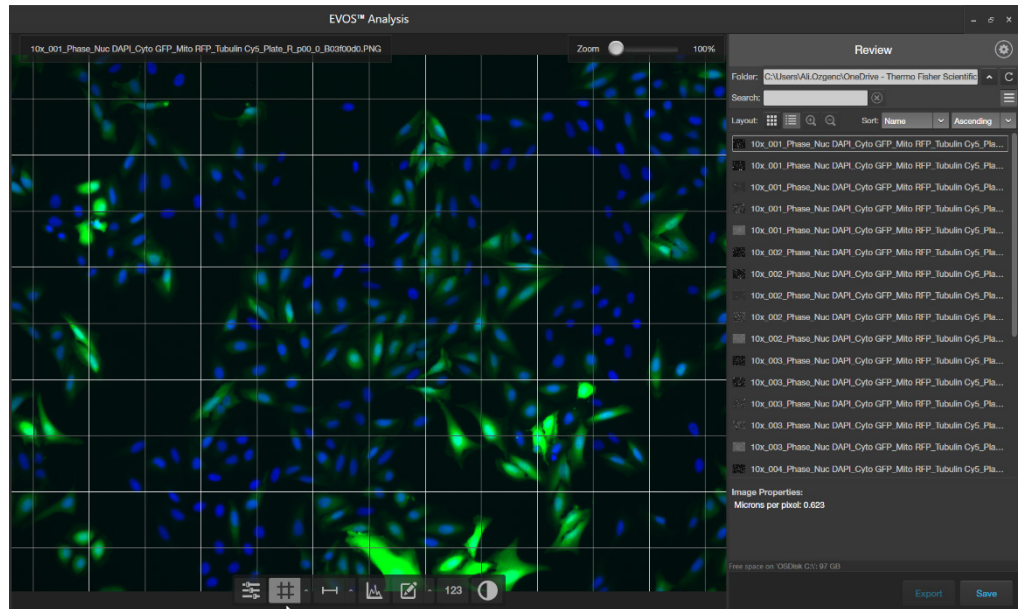 EVOS™ Analysis
10x_001_Phase_Nuc DAPI_Cyto GFP_Mito RFP_Tubulin Cy5_Plate_R_p00_0_B03f00d0.PNG
Zoom 100%
Review
Folder: C:\Users\Ali.Ozgenc\OneDrive - Thermo Fisher Scientific
Search:
Layout: Sort: Name Ascending
10x_001_Phase_Nuc DAPI_Cyto GFP_Mito RFP_Tubulin Cy5_Pla...
10x_001_Phase_Nuc DAPI_Cyto GFP_Mito RFP_Tubulin Cy5_Pla...
10x_001_Phase_Nuc DAPI_Cyto GFP_Mito RFP_Tubulin Cy5_Pla...
10x_001_Phase_Nuc DAPI_Cyto GFP_Mito RFP_Tubulin Cy5_Pla...
10x_001_Phase_Nuc DAPI_Cyto GFP_Mito RFP_Tubulin Cy5_Pla...
10x_002_Phase_Nuc DAPI_Cyto GFP_Mito RFP_Tubulin Cy5_Pla...
10x_002_Phase_Nuc DAPI_Cyto GFP_Mito RFP_Tubulin Cy5_Pla...
10x_002_Phase_Nuc DAPI_Cyto GFP_Mito RFP_Tubulin Cy5_Pla...
10x_002_Phase_Nuc DAPI_Cyto GFP_Mito RFP_Tubulin Cy5_Pla...
10x_002_Phase_Nuc DAPI_Cyto GFP_Mito RFP_Tubulin Cy5_Pla...
10x_003_Phase_Nuc DAPI_Cyto GFP_Mito RFP_Tubulin Cy5_Pla...
10x_003_Phase_Nuc DAPI_Cyto GFP_Mito RFP_Tubulin Cy5_Pla...
10x_003_Phase_Nuc DAPI_Cyto GFP_Mito RFP_Tubulin Cy5_Pla...
10x_003_Phase_Nuc DAPI_Cyto GFP_Mito RFP_Tubulin Cy5_Pla...
10x_003_Phase_Nuc DAPI_Cyto GFP_Mito RFP_Tubulin Cy5_Pla...
10x_004_Phase_Nuc DAPI_Cyto GFP_Mito RFP_Tubulin Cy5_Pla...
Image Properties:
Microns per pixel: 0.623
Free space on 'OSDisk C:\': 97 GB
123
Export Save